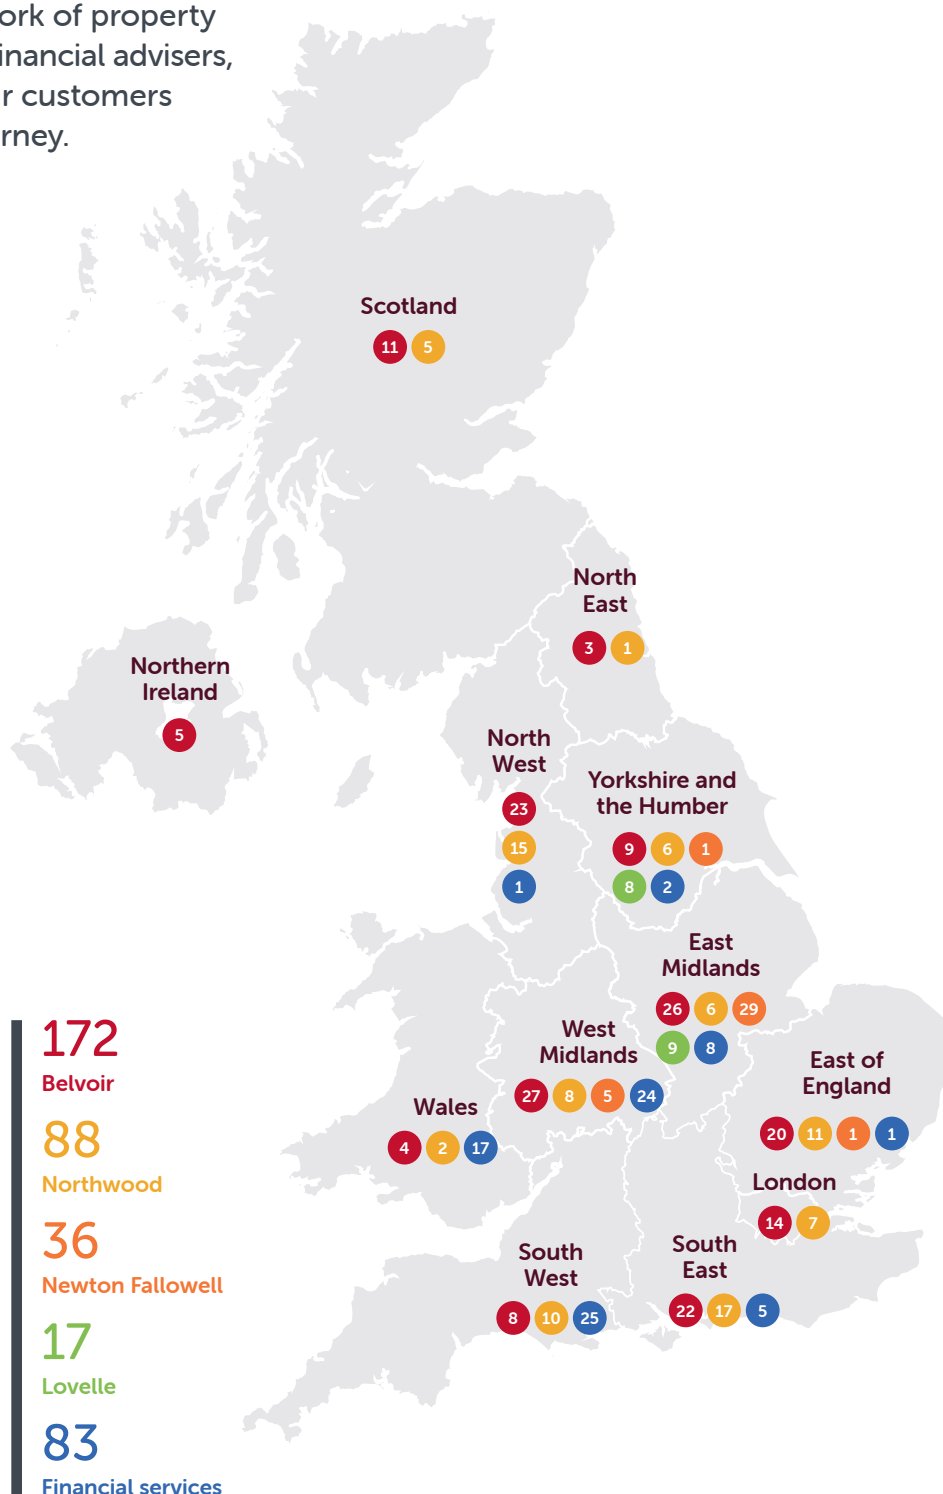 ork of property
inancial advisers,
r customers
rney.
Scotland
11 5
North
East
3 1
Northern
Ireland
5
North
West
23
15
1
Yorkshire and
the Humber
9 6 1
8 2
East
Midlands
26 6 29
9 8
West
Midlands
27 8 5 24
East of
England
20 11 1 1
Wales
4 2 17
London
14 7
South
West
8 10 25
South
East
22 17 5
172
Belvoir
88
Northwood
36
Newton Fallowell
17
Lovelle
83
Financial services